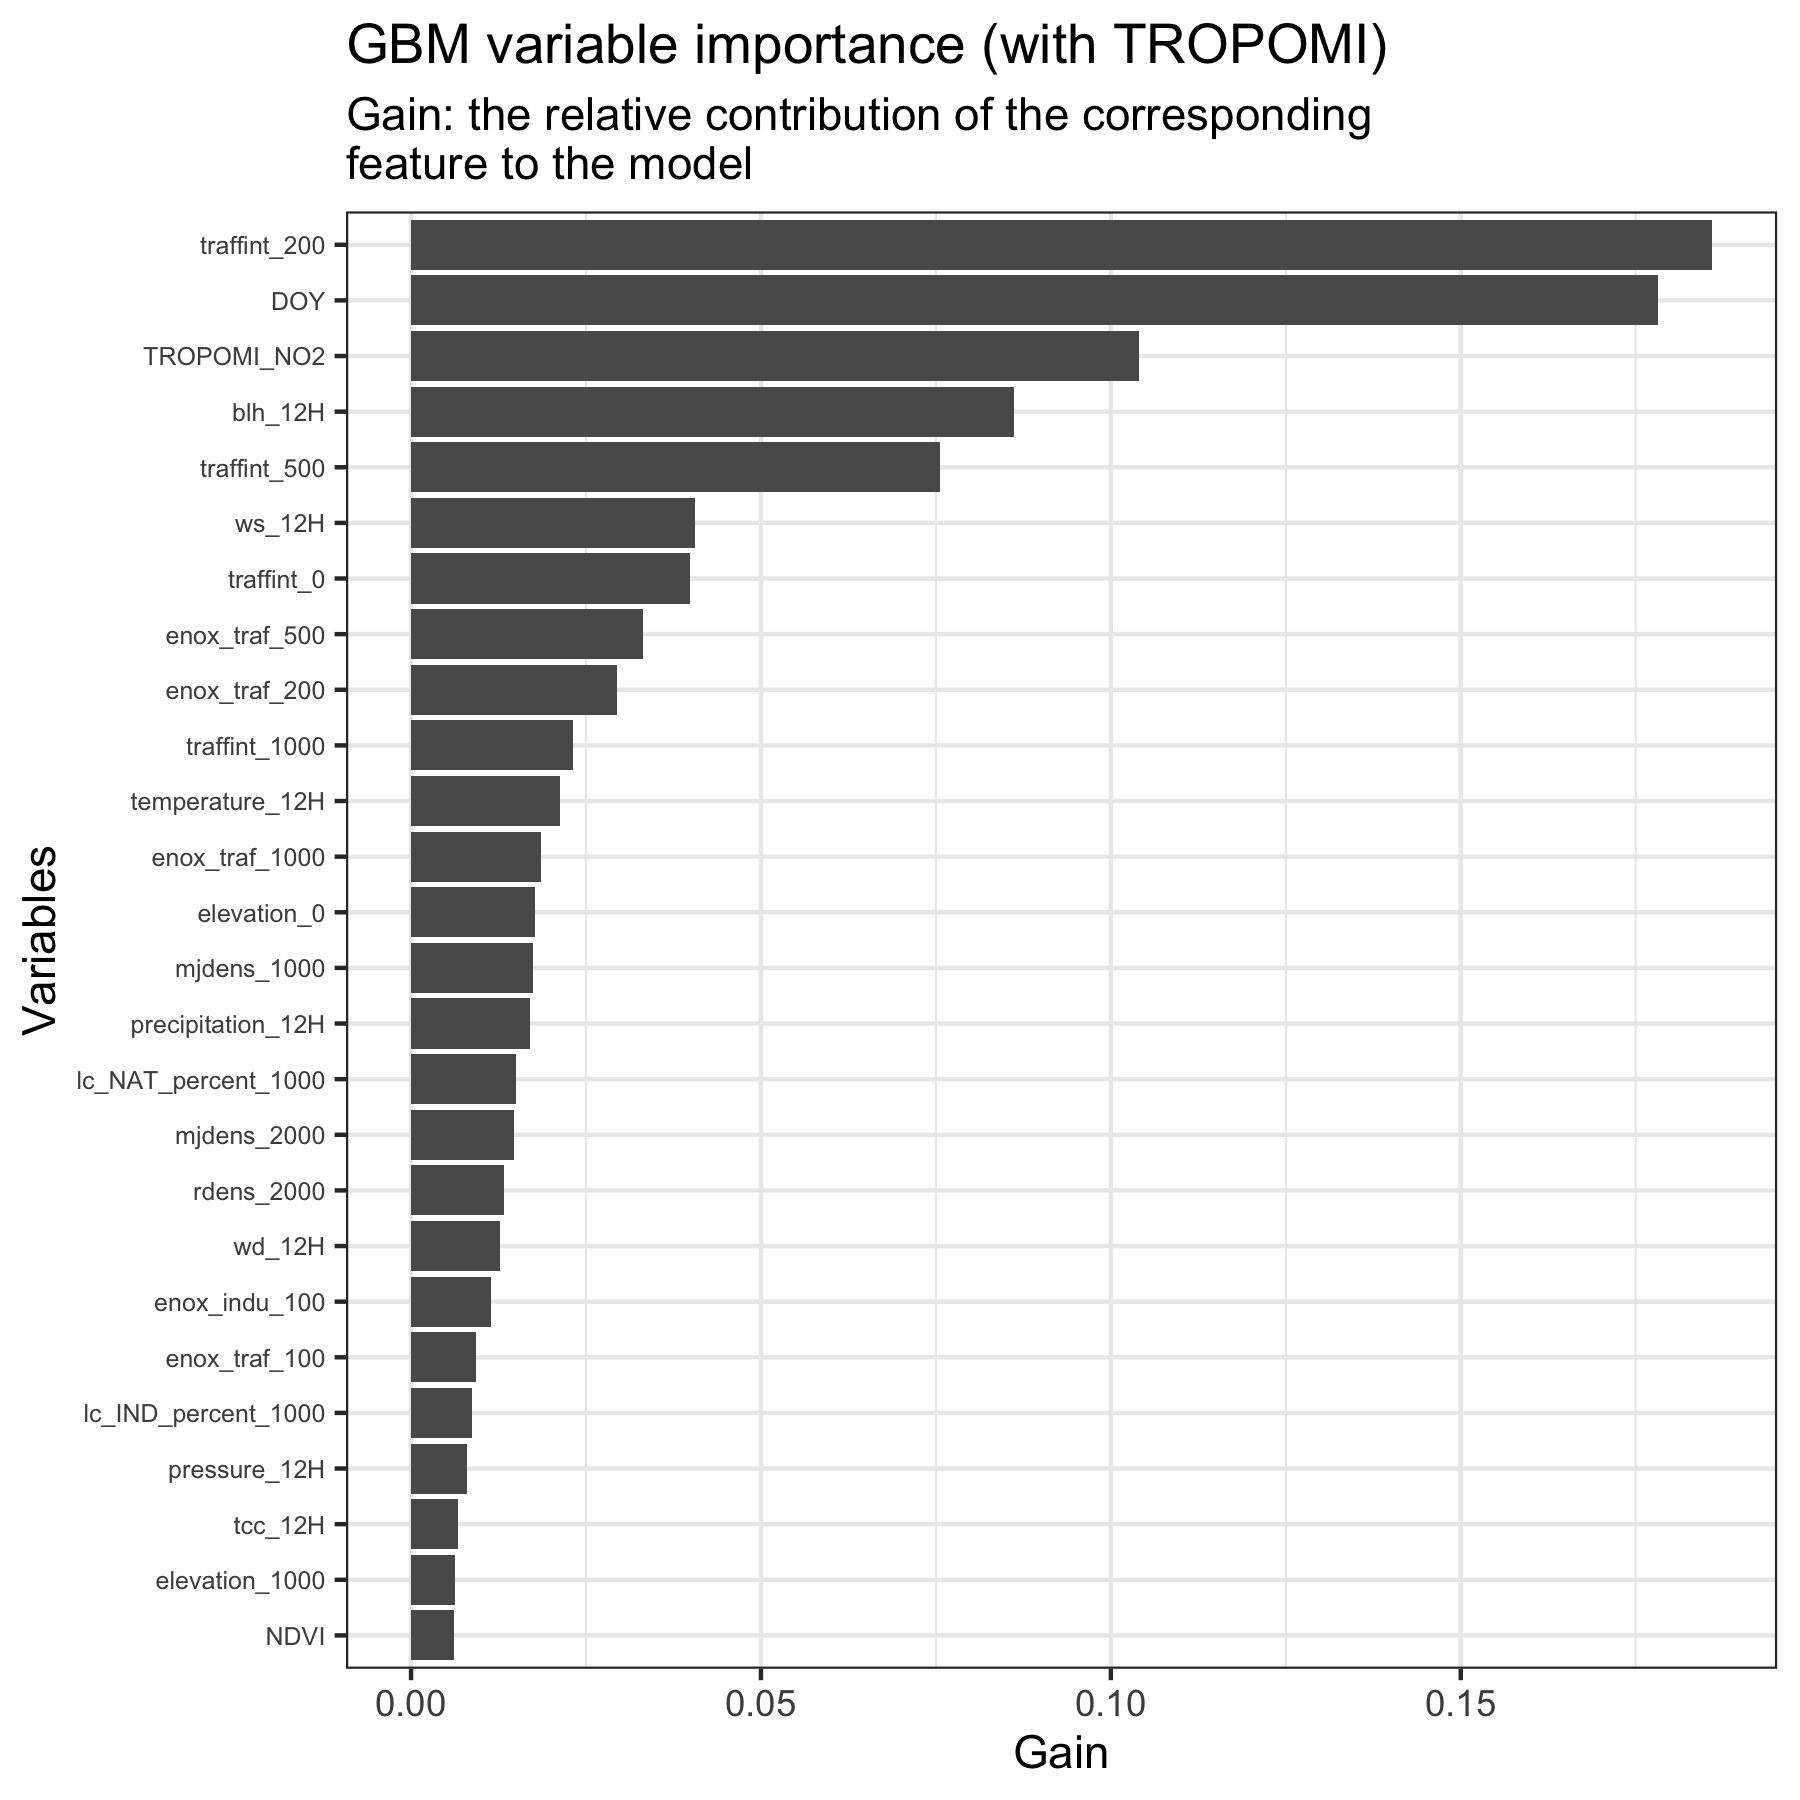 GBM variable importance (with TROPOMI)
Gain: the relative contribution of the corresponding
feature to the model
traffint_200
DOY
TROPOMI_NO2
blh_12H
traffint_500
ws_12H
traffint_0
enox_traf_500
enox_traf_200
traffint_1000
temperature_12H
enox_traf_1000
elevation_0
mjdens_1000
precipitation_12H
lc_NAT_percent_1000
mjdens_2000
rdens_2000
wd_12H
enox_indu_100
enox_traf_100
lc_IND_percent_1000
pressure_12H
tcc_12H
elevation_1000
NDVI
Variables
0.00 0.05 0.10 0.15
Gain